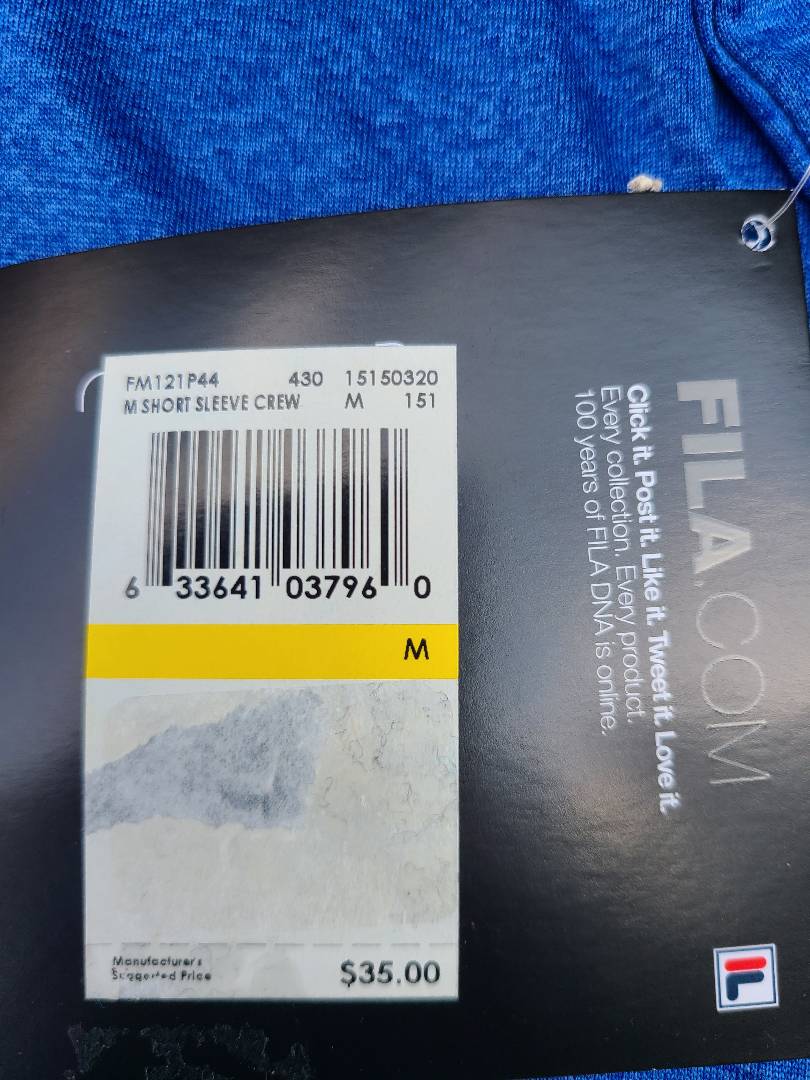 FM121P44 430 15150320
M SHORT SLEEVE CREW M 151
6 33641 03796 0
M
Manufacturer's
Suggested Price
$35.00
FILA.COM
Click it. Post it. Like it. Tweet it. Love it.
Every collection. Every product.
100 years of FILA DNA is online.